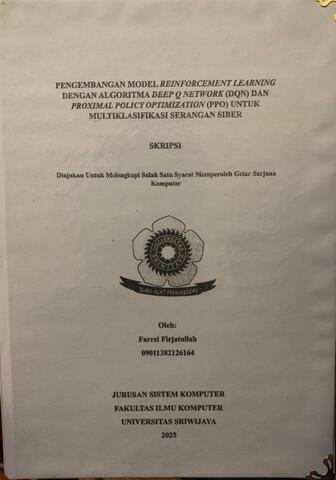 PENGEMBANGAN MODEL REINFORCEMENT LEARNING
DENGAN ALGORITMA DEEP Q NETWORK (DQN) DAN
PROXIMAL POLICY OPTIMIZATION (PPO) UNTUK
MULTIKLASIFIKASI SERANGAN SIBER
SKRIPSI
Diajukan Untuk Melengkapi Salah Satu Syarat Memperoleh Gelar Sarjana
Komputer
ILMU ALAT PENGABDIAN
Oleh:
Farrel Firjatullah
09011382126164
JURUSAN SISTEM KOMPUTER
FAKULTAS ILMU KOMPUTER
UNIVERSITAS SRIWIJAYA
2025